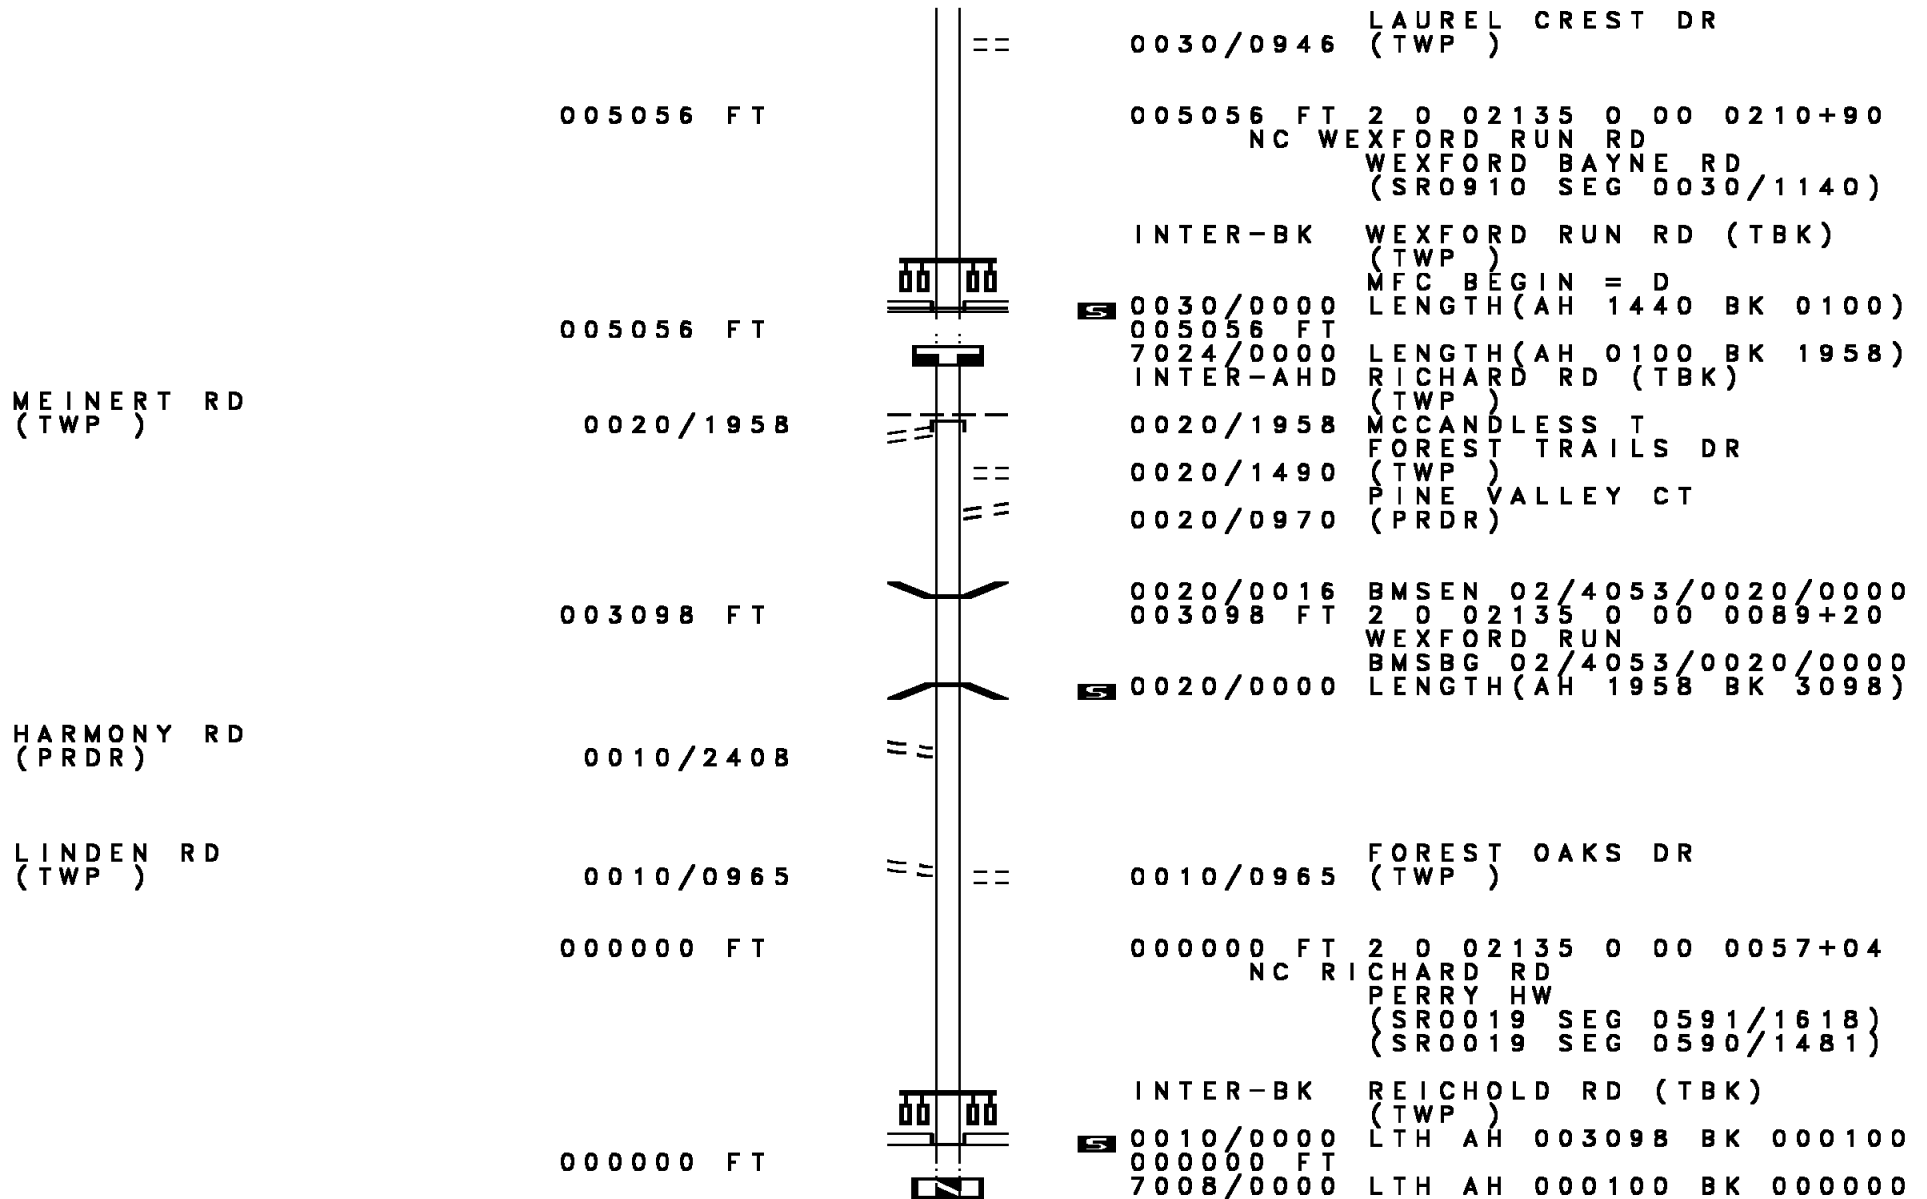 LAUREL CREST DR
0030/0946 (TWP )
005056 FT 005056 FT 2 0 02135 0 00 0210+90
NC WEXFORD RUN RD
WEXFORD BAYNE RD
(SR0910 SEG 0030/1140)
INTER-BK WEXFORD RUN RD (TBK)
(TWP )
MFC BEGIN = D
S 0030/0000 LENGTH(AH 1440 BK 0100)
005056 FT 005056 FT
7024/0000 LENGTH(AH 0100 BK 1958)
INTER-AHD RICHARD RD (TBK)
MEINERT RD (TWP )
(TWP ) 0020/1958 0020/1958 MCCANDLESS T
FOREST TRAILS DR
0020/1490 (TWP )
PINE VALLEY CT
0020/0970 (PRDR)
0020/0016 BMSEN 02/4053/0020/0000
003098 FT 003098 FT 2 0 02135 0 00 0089+20
WEXFORD RUN
BMSBG 02/4053/0020/0000
S 0020/0000 LENGTH(AH 1958 BK 3098)
HARMONY RD
(PRDR) 0010/2408
LINDEN RD FOREST OAKS DR
(TWP ) 0010/0965 0010/0965 (TWP )
000000 FT 000000 FT 2 0 02135 0 00 0057+04
NC RICHARD RD
PERRY HW
(SR0019 SEG 0591/1618)
(SR0019 SEG 0590/1481)
INTER-BK REICHOLD RD (TBK)
(TWP )
S 0010/0000 LTH AH 003098 BK 000100
000000 FT 000000 FT
7008/0000 LTH AH 000100 BK 000000